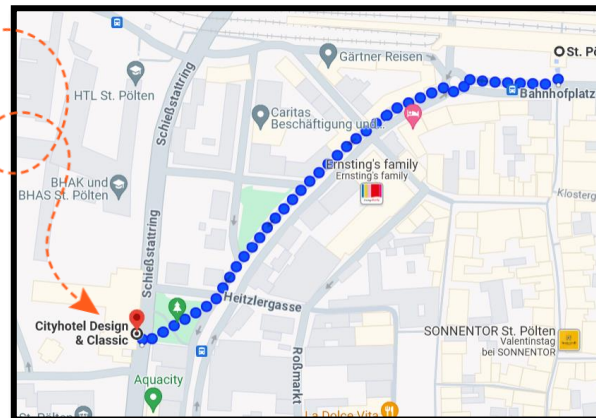 Gärtner Reisen
St. Pö
HTL St. Pölten
Schießstattring
Bahnhofplatz
Caritas
Beschäftigung und...
Ernsting's family
Ernsting's family
BHAK und
BHAS St. Pölten
Klosterg
Schießstattring
Heitzlergasse
Cityhotel Design
& Classic
SONNENTOR St. Pölten
Valentinstag
bei SONNENTOR
Roßmarkt
Aquacity
La Dolce Vita
St. Pölten